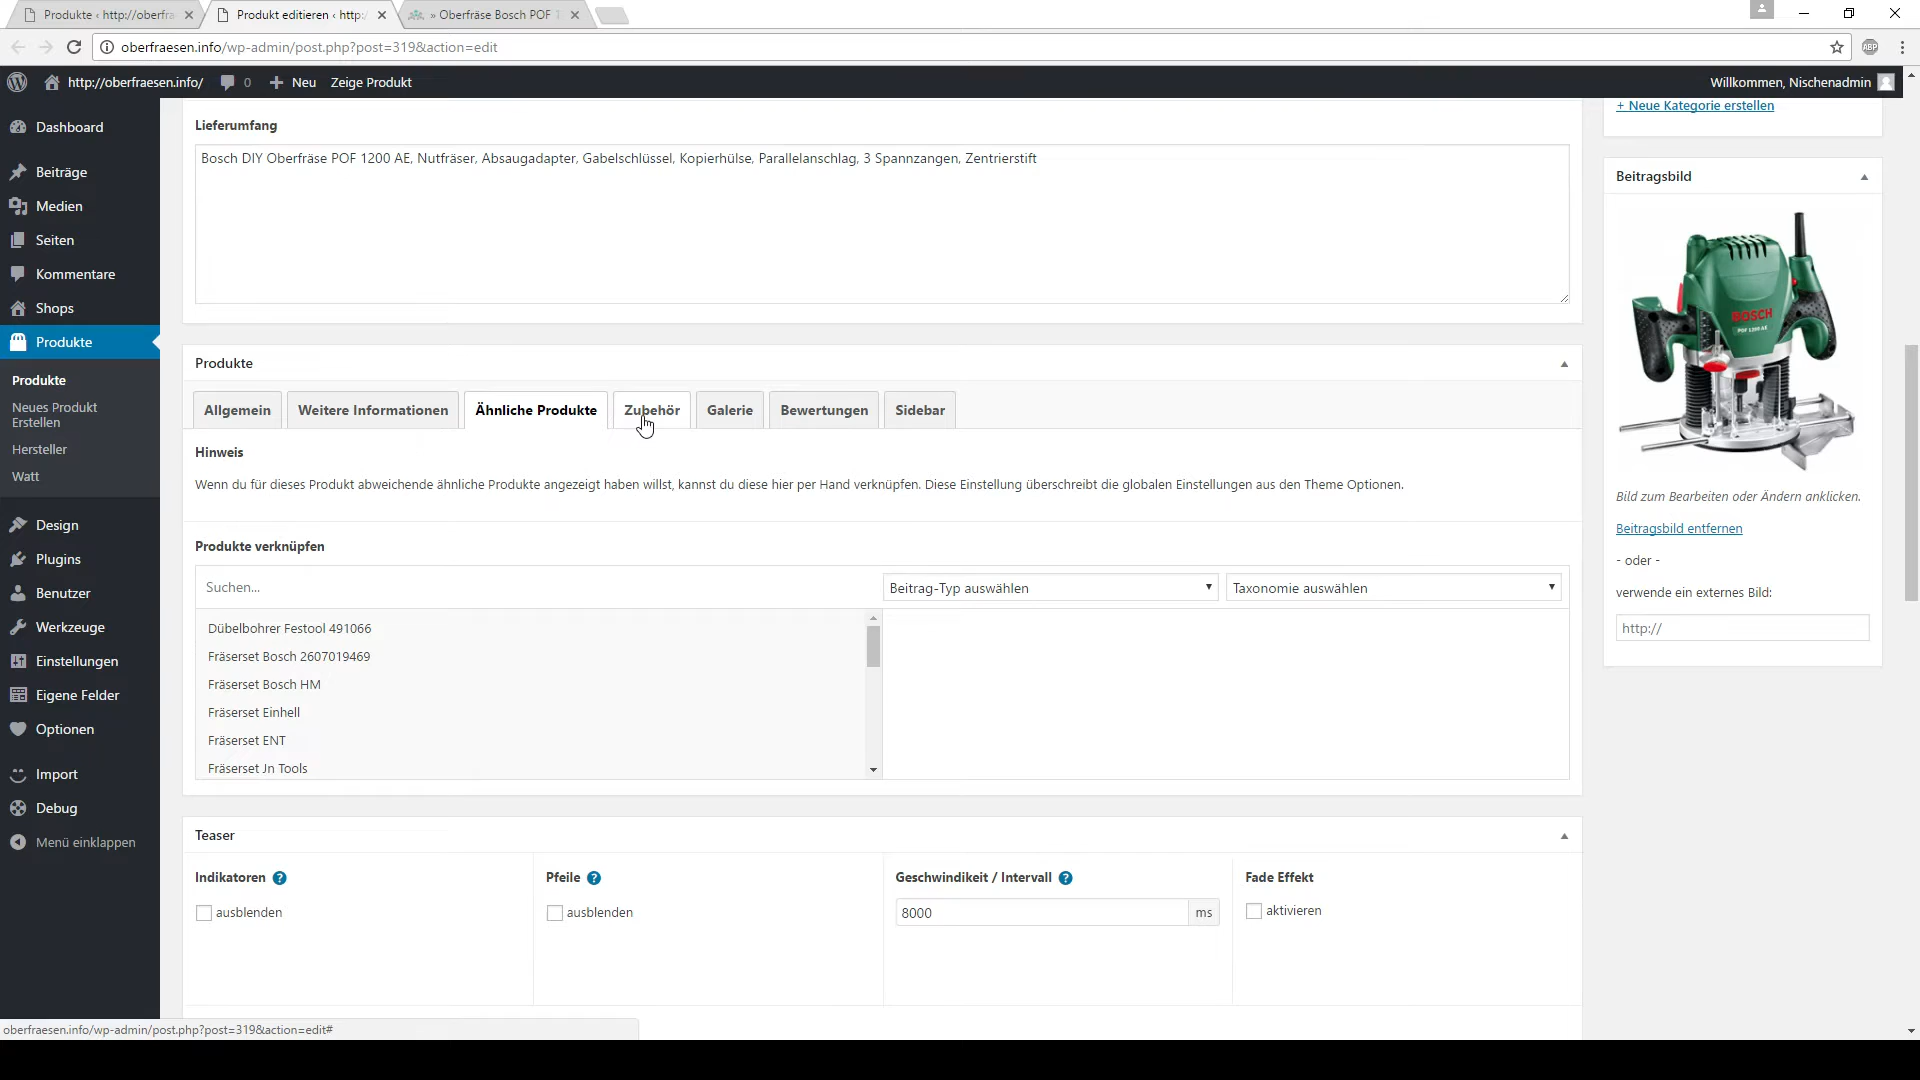 Produkte ‹ http://oberfra
Produkt editieren ‹ http:/
» Oberfräse Bosch POF 1
oberfraesen.info/wp-admin/post.php?post=319&action=edit
ABP
http://oberfraesen.info/
0
Neu
Zeige Produkt
Willkommen, Nischenadmin
Dashboard
Beiträge
Medien
Seiten
Kommentare
Shops
Produkte
Produkte
Neues Produkt
Erstellen
Hersteller
Watt
Design
Plugins
Benutzer
Werkzeuge
Einstellungen
Eigene Felder
Optionen
Import
Debug
Menü einklappen
Lieferumfang
Bosch DIY Oberfräse POF 1200 AE, Nutfräser, Absaugadapter, Gabelschlüssel, Kopierhülse, Parallelanschlag, 3 Spannzangen, Zentrierstift
Produkte
Allgemein
Weitere Informationen
Ähnliche Produkte
Zubehör
Galerie
Bewertungen
Sidebar
Hinweis
Wenn du für dieses Produkt abweichende ähnliche Produkte angezeigt haben willst, kannst du diese hier per Hand verknüpfen. Diese Einstellung überschreibt die globalen Einstellungen aus den Theme Optionen.
Produkte verknüpfen
Suchen...
Beitrag-Typ auswählen
Taxonomie auswählen
Dübelbohrer Festool 491066
Fräserset Bosch 2607019469
Fräserset Bosch HM
Fräserset Einhell
Fräserset ENT
Fräserset Jn Tools
Teaser
Indikatoren ?
ausblenden
Pfeile ?
ausblenden
Geschwindikeit / Intervall ?
8000
ms
Fade Effekt
aktivieren
+ Neue Kategorie erstellen
Beitragsbild
BOSCH
POF 1200 AE
Bild zum Bearbeiten oder Ändern anklicken.
Beitragsbild entfernen
- oder -
verwende ein externes Bild:
http://
oberfraesen.info/wp-admin/post.php?post=319&action=edit#